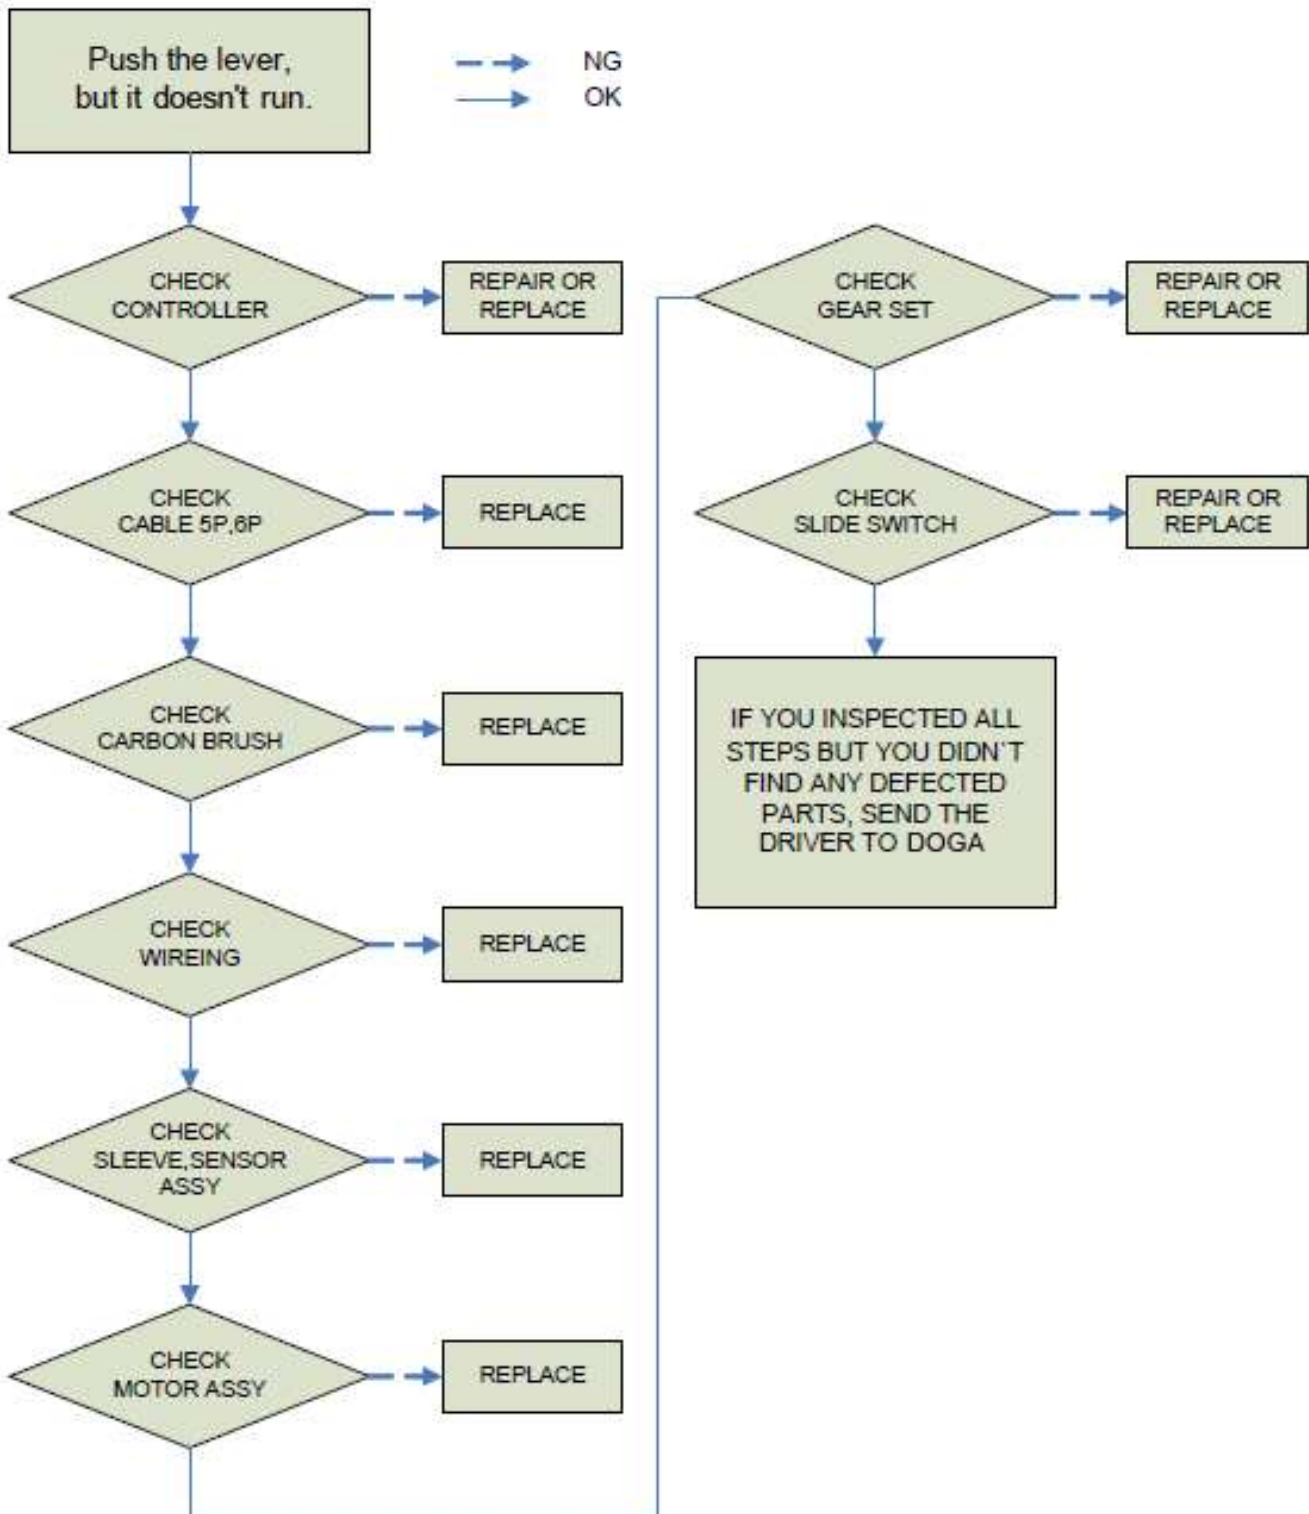 Push the lever,
but it doesn't run.
NG
OK
CHECK
CONTROLLER
REPAIR OR
REPLACE
CHECK
CABLE 5P,6P
REPLACE
CHECK
CARBON BRUSH
REPLACE
CHECK
WIREING
REPLACE
CHECK
SLEEVE,SENSOR
ASSY
REPLACE
CHECK
MOTOR ASSY
REPLACE
CHECK
GEAR SET
REPAIR OR
REPLACE
CHECK
SLIDE SWITCH
REPAIR OR
REPLACE
IF YOU INSPECTED ALL
STEPS BUT YOU DIDN`T
FIND ANY DEFECTED
PARTS, SEND THE
DRIVER TO DOGA